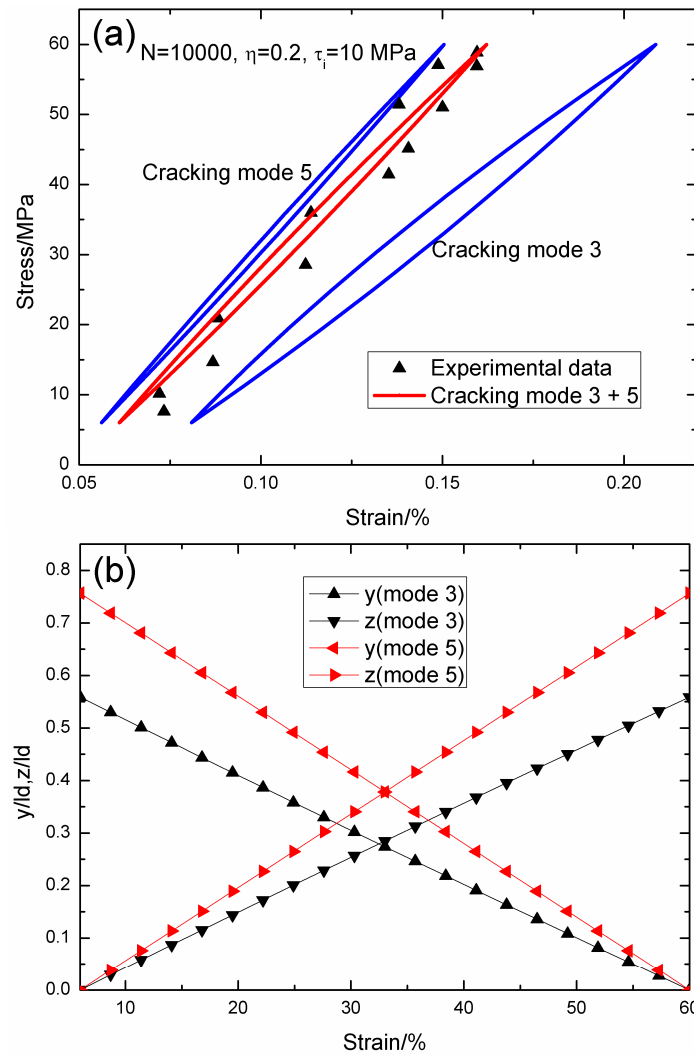 (a)
N=10000, η=0.2, τi=10 MPa
60
50
40
30
20
10
0
Stress/MPa
Cracking mode 5
Cracking mode 3
Experimental data
Cracking mode 3 + 5
0.05 0.10 0.15 0.20
Strain/%
(b)
0.8
0.7
0.6
0.5
0.4
0.3
0.2
0.1
0.0
y/ld,z/ld
y(mode 3)
z(mode 3)
y(mode 5)
z(mode 5)
10 20 30 40 50 60
Strain/%